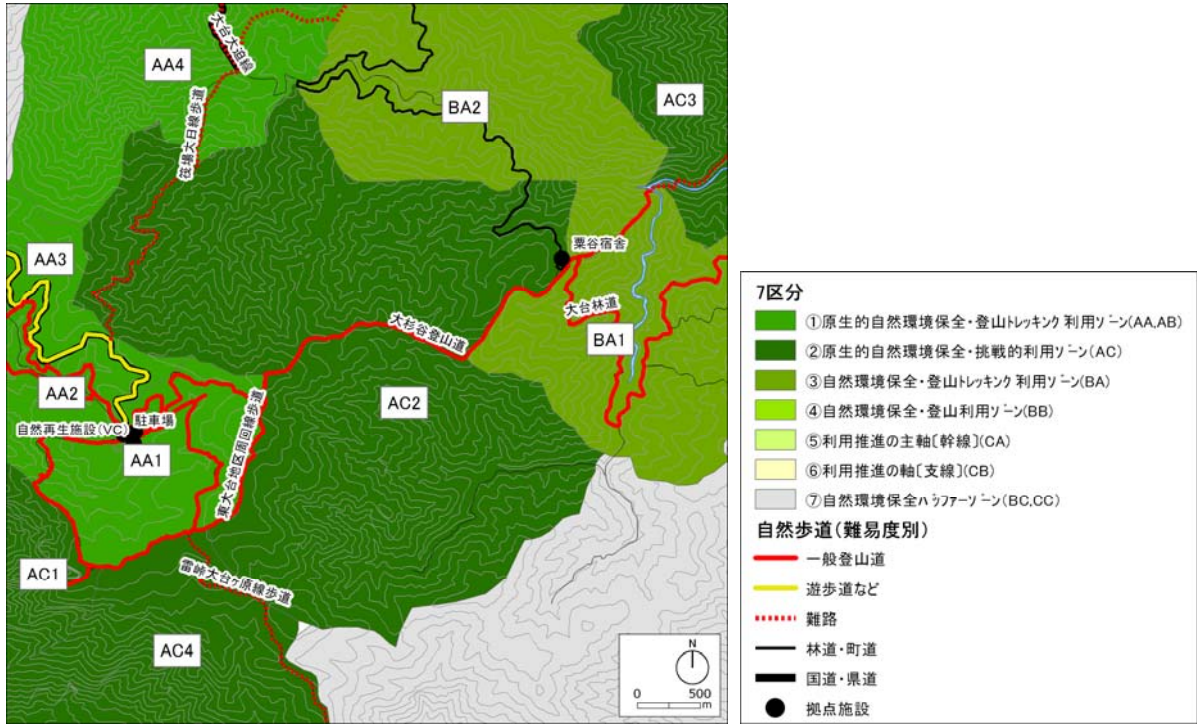 大台大迫線
AA4
BA2
AC3
筏場大日線歩道
AA3
粟谷宿舎
大台林道
大杉谷登山道
BA1
AA2
駐車場
自然再生施設(VC)
AA1
AC2
東大台地区周回線歩道
AC1
雷峠大台ヶ原線歩道
AC4
N
0 500
m
7区分
①原生的自然環境保全・登山トレッキング利用ゾーン(AA,AB)
②原生的自然環境保全・挑戦的利用ゾーン(AC)
③自然環境保全・登山トレッキング利用ゾーン(BA)
④自然環境保全・登山利用ゾーン(BB)
⑤利用推進の主軸〔幹線〕(CA)
⑥利用推進の軸〔支線〕(CB)
⑦自然環境保全バッファーゾーン(BC,CC)
自然歩道(難易度別)
一般登山道
遊歩道など
難路
林道・町道
国道・県道
拠点施設